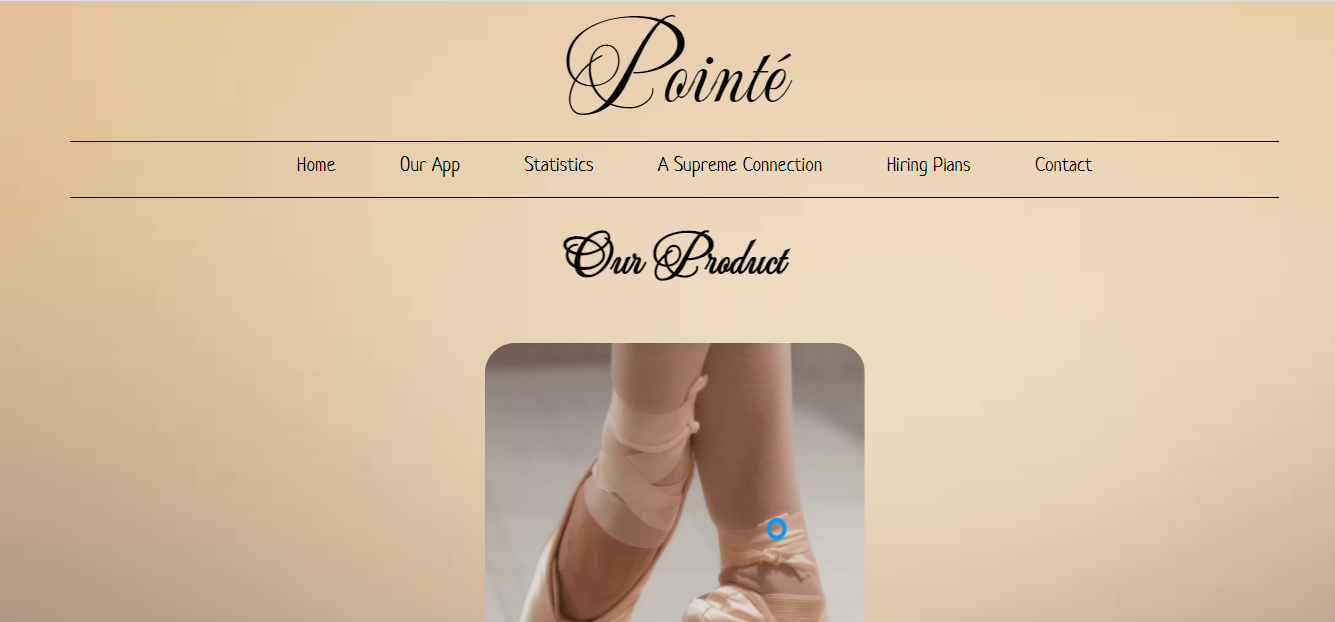 Pointé
Home Our App Statistics A Supreme Connection Hiring Plans Contact
Our Product